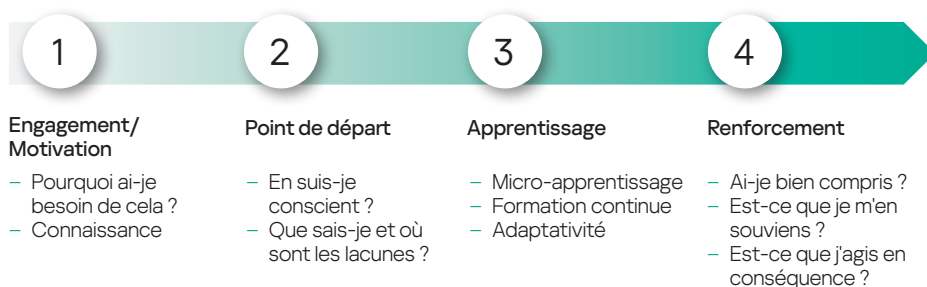 1
2
3
4
Engagement/
Motivation
– Pourquoi ai-je
besoin de cela ?
– Connaissance
Point de départ
– En suis-je
conscient ?
– Que sais-je et où
sont les lacunes ?
Apprentissage
– Micro-apprentissage
– Formation continue
– Adaptativité
Renforcement
– Ai-je bien compris ?
– Est-ce que je m'en
souviens ?
– Est-ce que j'agis en
conséquence ?